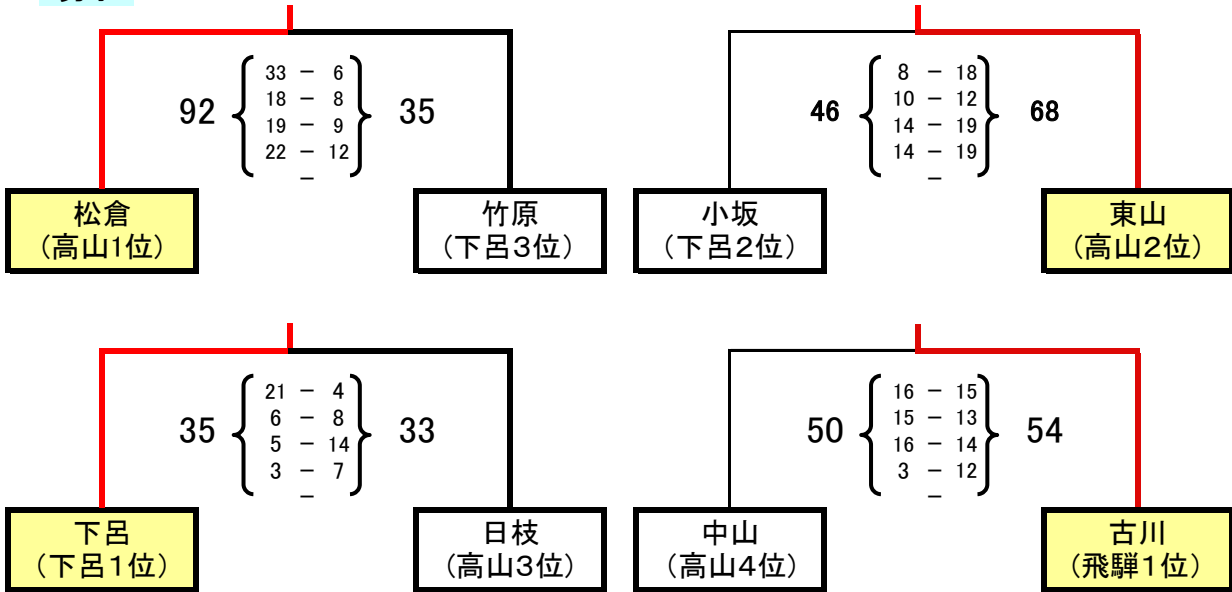 92
33 － 6
18 － 8
19 － 9
22 － 12
－
35
松倉
（高山1位）
竹原
（下呂3位）
46
8 － 18
10 － 12
14 － 19
14 － 19
－
68
小坂
（下呂2位）
東山
（高山2位）
35
21 － 4
6 － 8
5 － 14
3 － 7
－
33
下呂
（下呂1位）
日枝
（高山3位）
50
16 － 15
15 － 13
16 － 14
3 － 12
－
54
中山
（高山4位）
古川
（飛騨1位）